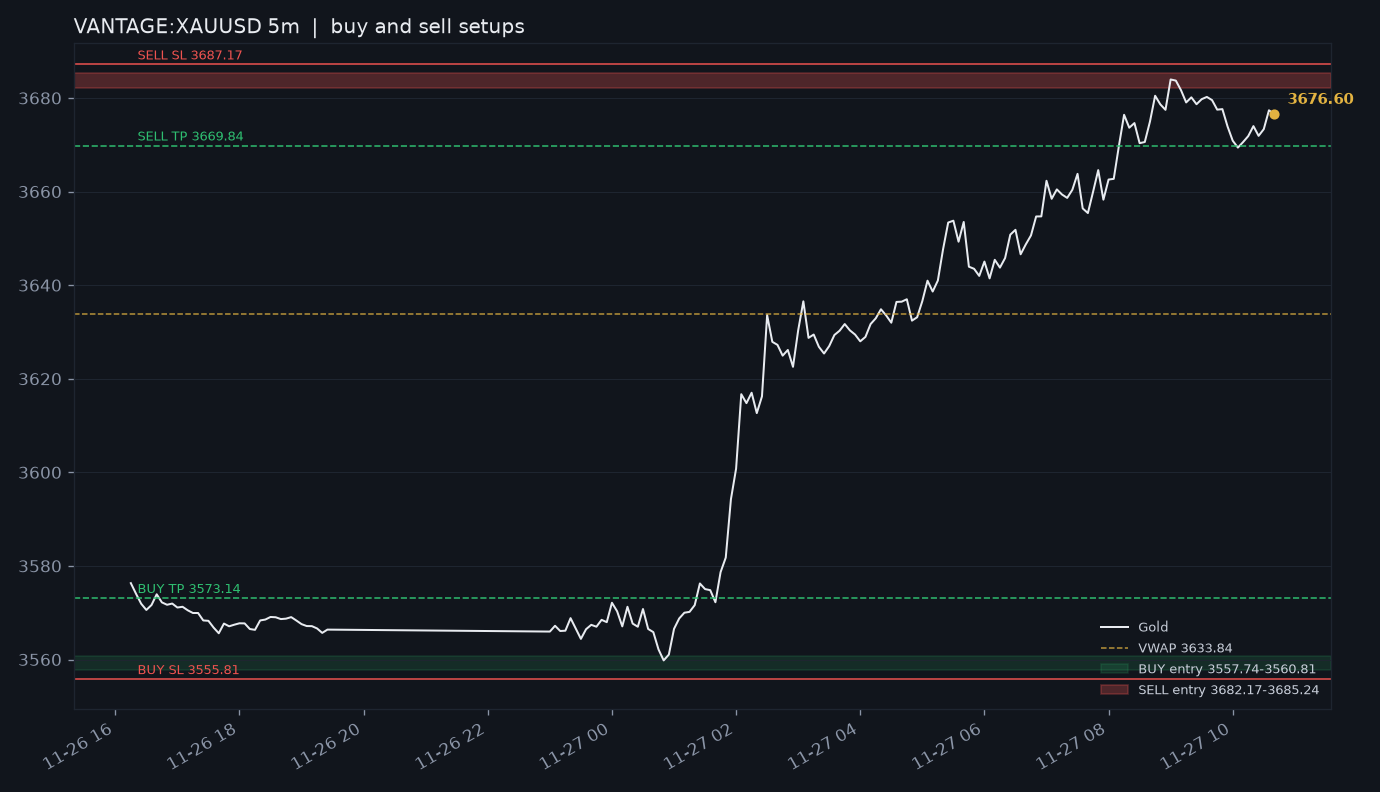 VANTAGE:XAUUSD 5m | buy and sell setups
SELL SL 3687.17
3680
3676.60
SELL TP 3669.84
3660
3640
3620
3600
3580
BUY TP 3573.14
3560
BUY SL 3555.81
Gold
VWAP 3633.84
BUY entry 3557.74-3560.81
SELL entry 3682.17-3685.24
11-26 16
11-26 18
11-26 20
11-26 22
11-27 00
11-27 02
11-27 04
11-27 06
11-27 08
11-27 10